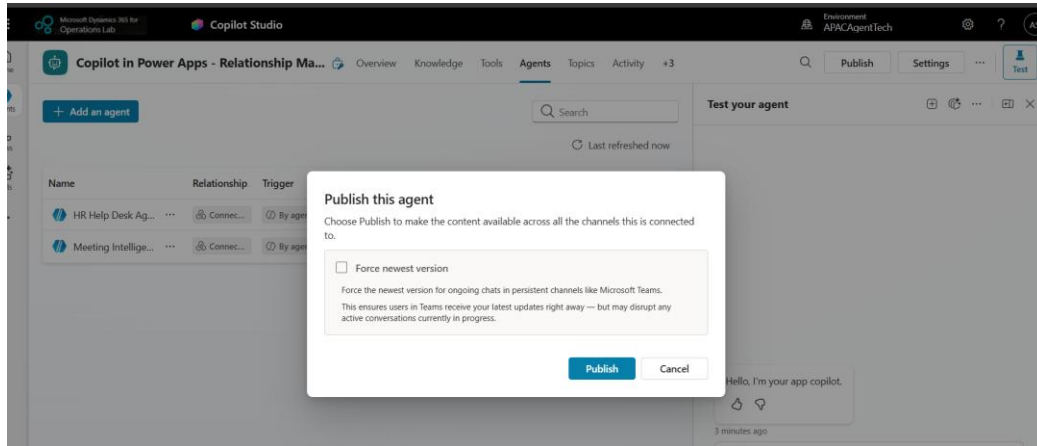 Microsoft Dynamics 365 for
Operations Lab
Copilot Studio
Environment
APACAgentTech
Copilot in Power Apps - Relationship Ma...
Overview Knowledge Tools Agents Topics Activity +3
Publish Settings ... Test
+ Add an agent
Search
Last refreshed now
Test your agent
Name Relationship Trigger
HR Help Desk Ag... ... Connec... By agen
Meeting Intellige... ... Connec... By agen
Publish this agent
Choose Publish to make the content available across all the channels this is connected
to.
Force newest version
Force the newest version for ongoing chats in persistent channels like Microsoft Teams.
This ensures users in Teams receive your latest updates right away — but may disrupt any
active conversations currently in progress.
Publish Cancel
Hello, I'm your app copilot.
3 minutes ago